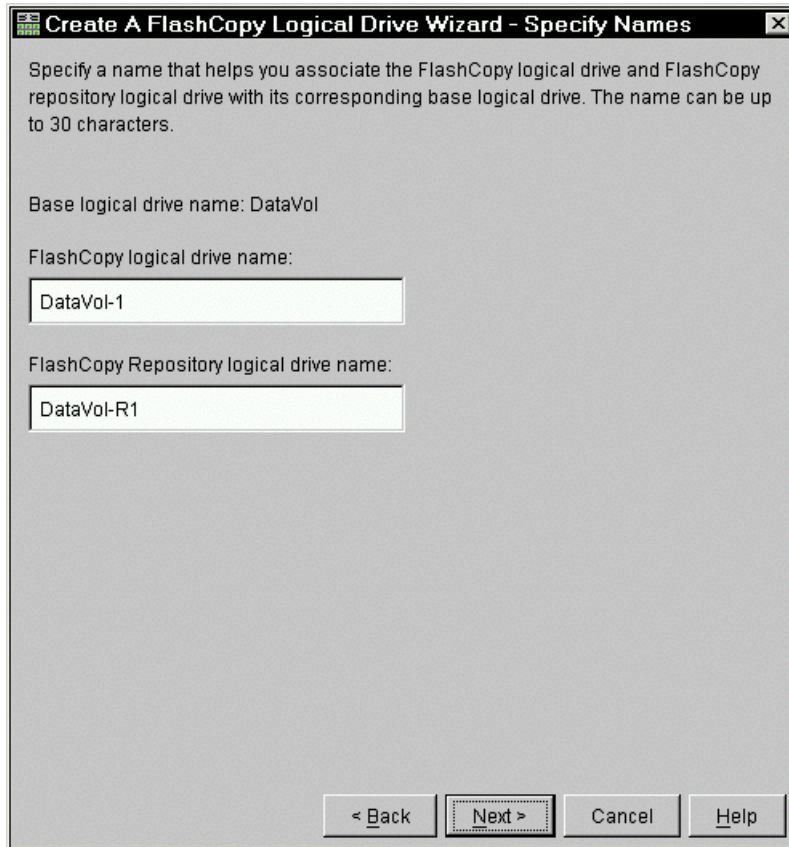 Create A FlashCopy Logical Drive Wizard - Specify Names
Specify a name that helps you associate the FlashCopy logical drive and FlashCopy
repository logical drive with its corresponding base logical drive. The name can be up
to 30 characters.
Base logical drive name: DataVol
FlashCopy logical drive name:
DataVol-1
FlashCopy Repository logical drive name:
DataVol-R1
< Back Next > Cancel Help